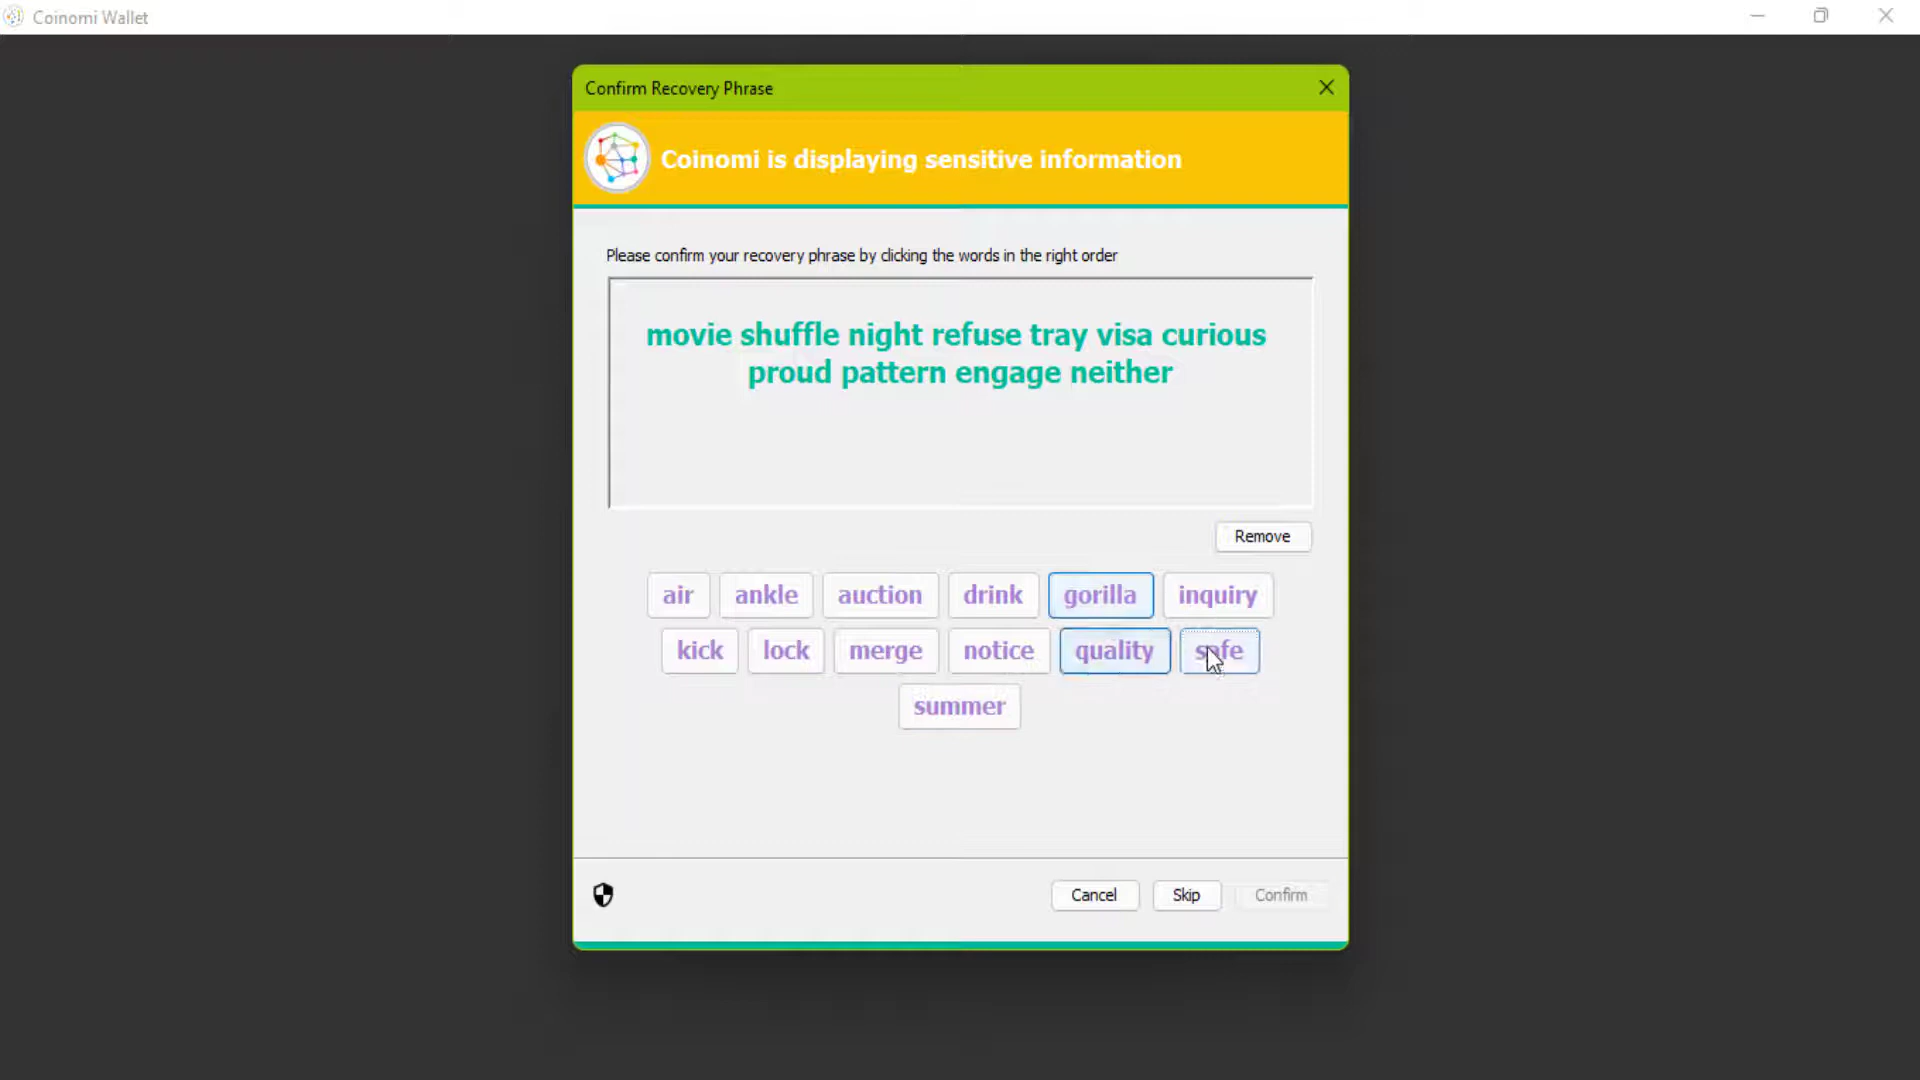 Coinomi Wallet
Confirm Recovery Phrase
Coinomi is displaying sensitive information
Please confirm your recovery phrase by clicking the words in the right order
movie shuffle night refuse tray visa curious
proud pattern engage neither
Remove
air ankle auction drink gorilla inquiry
kick lock merge notice quality safe
summer
Cancel Skip Confirm